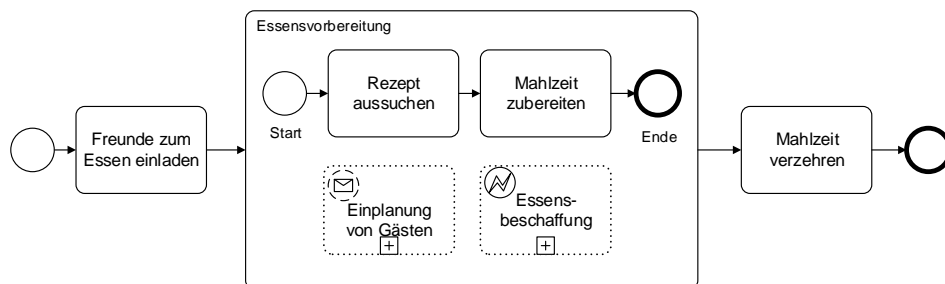 Essensvorbereitung
Freunde zum
Essen einladen
Start
Rezept
aussuchen
Mahlzeit
zubereiten
Ende
Einplanung
von Gästen
Essens-
beschaffung
Mahlzeit
verzehren